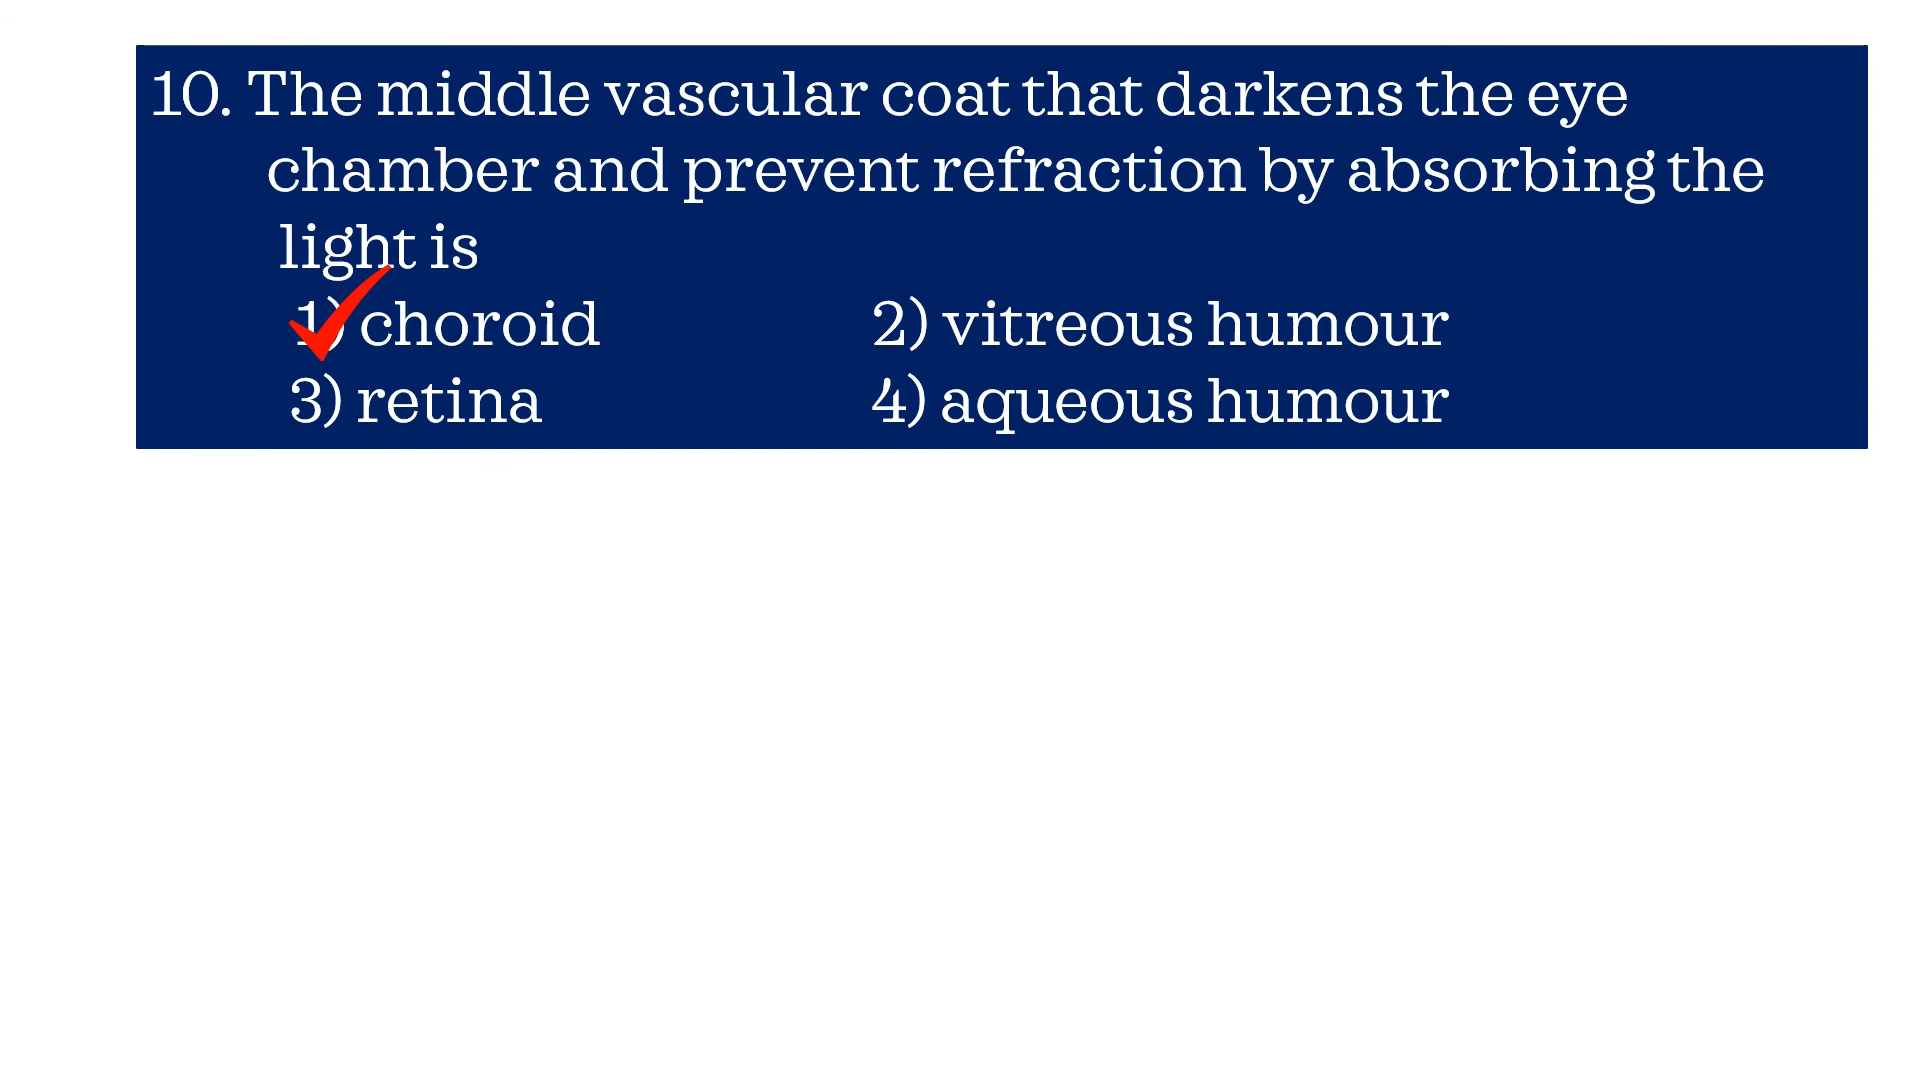 10. The middle vascular coat that darkens the eye
chamber and prevent refraction by absorbing the
light is
1) choroid 2) vitreous humour
3) retina 4) aqueous humour